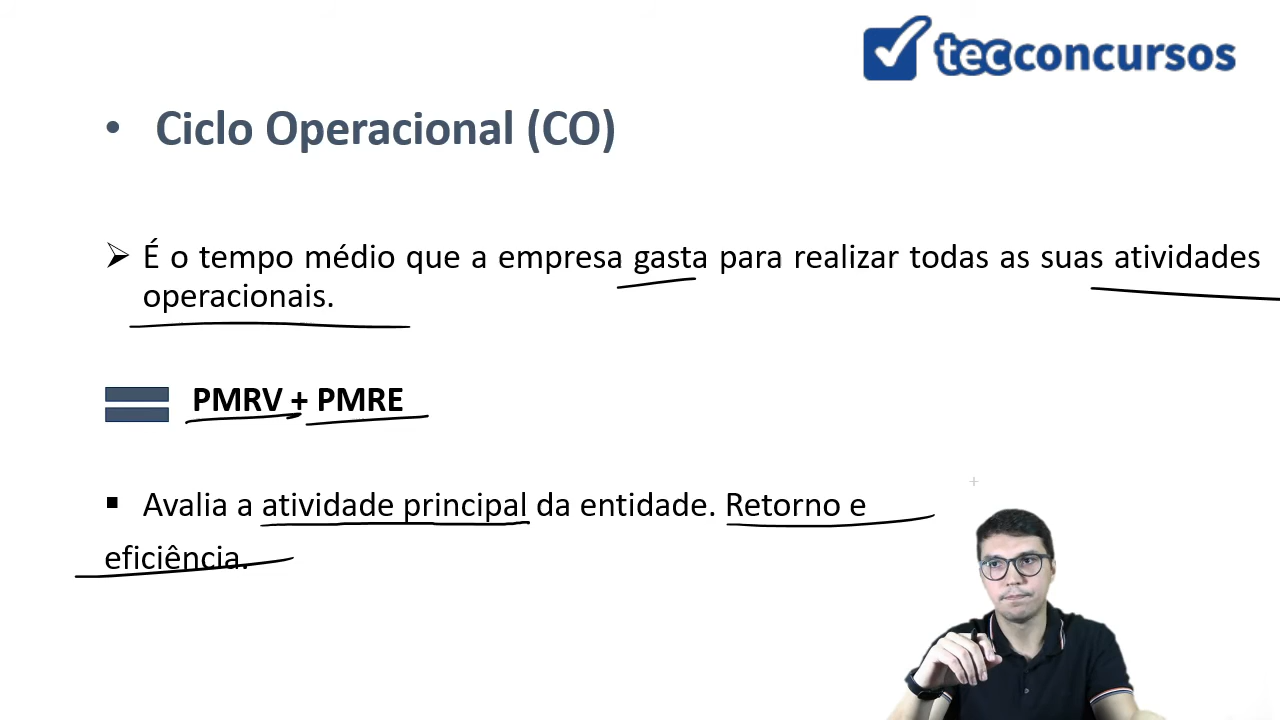 tecconcursos
• Ciclo Operacional (CO)
➢ É o tempo médio que a empresa gasta para realizar todas as suas atividades
operacionais.
PMRV + PMRE
▪ Avalia a atividade principal da entidade. Retorno e
eficiência.